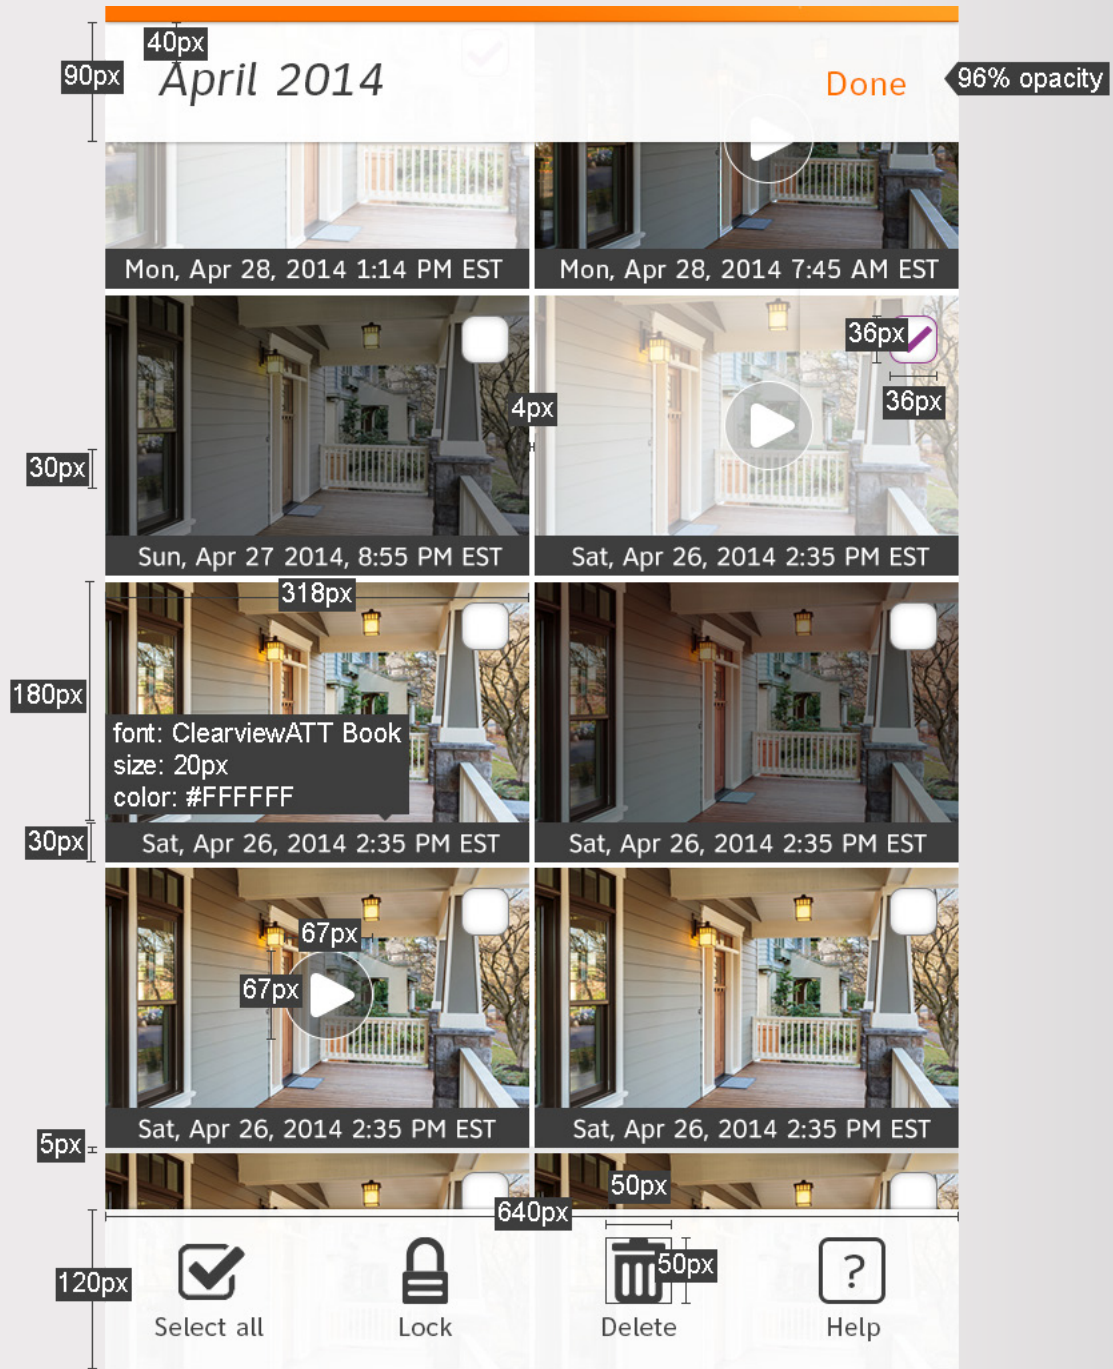 40px
90px
April 2014
Done
96% opacity
Mon, Apr 28, 2014 1:14 PM EST
Mon, Apr 28, 2014 7:45 AM EST
36px
36px
4px
30px
Sun, Apr 27 2014, 8:55 PM EST
Sat, Apr 26, 2014 2:35 PM EST
318px
180px
font: ClearviewATT Book
size: 20px
color: #FFFFFF
30px
Sat, Apr 26, 2014 2:35 PM EST
Sat, Apr 26, 2014 2:35 PM EST
67px
67px
Sat, Apr 26, 2014 2:35 PM EST
Sat, Apr 26, 2014 2:35 PM EST
5px
50px
640px
50px
120px
?
Select all
Lock
Delete
Help